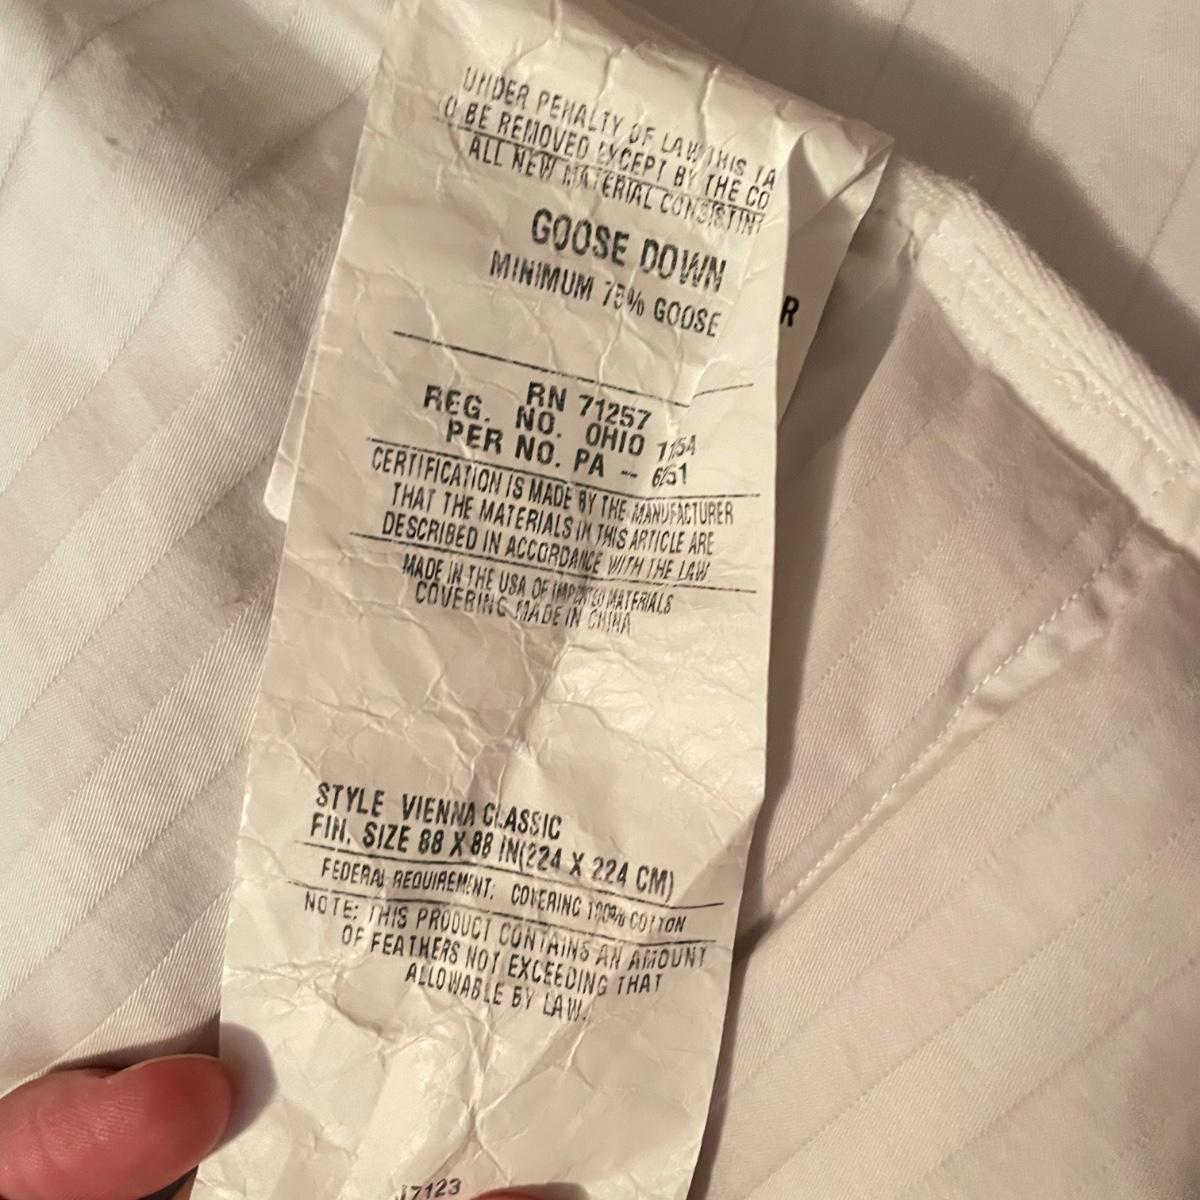 UNDER PENALTY OF LAW THIS TA
O BE REMOVED EXCEPT BY THE CO
ALL NEW MATERIAL CONSISTIN
GOOSE DOWN
MINIMUM 75% GOOSE
R
RN 71257
REG. NO. OHIO 7154
PER NO. PA – 6251
CERTIFICATION IS MADE BY THE MANUFACTURER
THAT THE MATERIALS IN THIS ARTICLE ARE
DESCRIBED IN ACCORDANCE WITH THE LAW
MADE IN THE USA OF IMPORTED MATERIALS
COVERING MADE IN CHINA
STYLE VIENNA CLASSIC
FIN. SIZE 88 X 88 IN(224 X 224 CM)
FEDERAL REQUIREMENT: COVERING 100% COTTON
NOTE: THIS PRODUCT CONTAINS AN AMOUNT
OF FEATHERS NOT EXCEEDING THAT
ALLOWABLE BY LAW.
17123